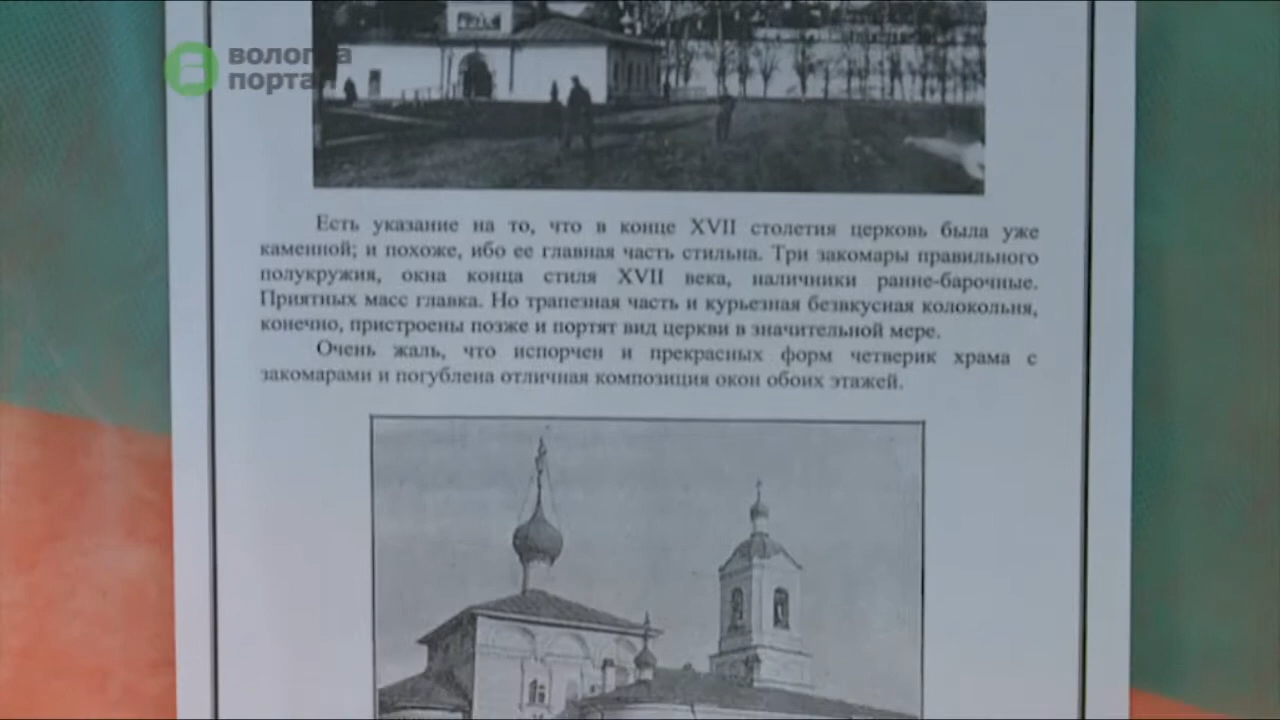 вологда
портал
Есть указание на то, что в конце XVII столетия церковь была уже
каменной; и похоже, ибо ее главная часть стильна. Три закомары правильного
полукружия, окна конца стиля XVII века, наличники ранне-барочные.
Приятных масс главка. Но трапезная часть и курьезная безвкусная колокольня,
конечно, пристроены позже и портят вид церкви в значительной мере.
Очень жаль, что испорчен и прекрасных форм четверик храма с
закомарами и погублена отличная композиция окон обоих этажей.